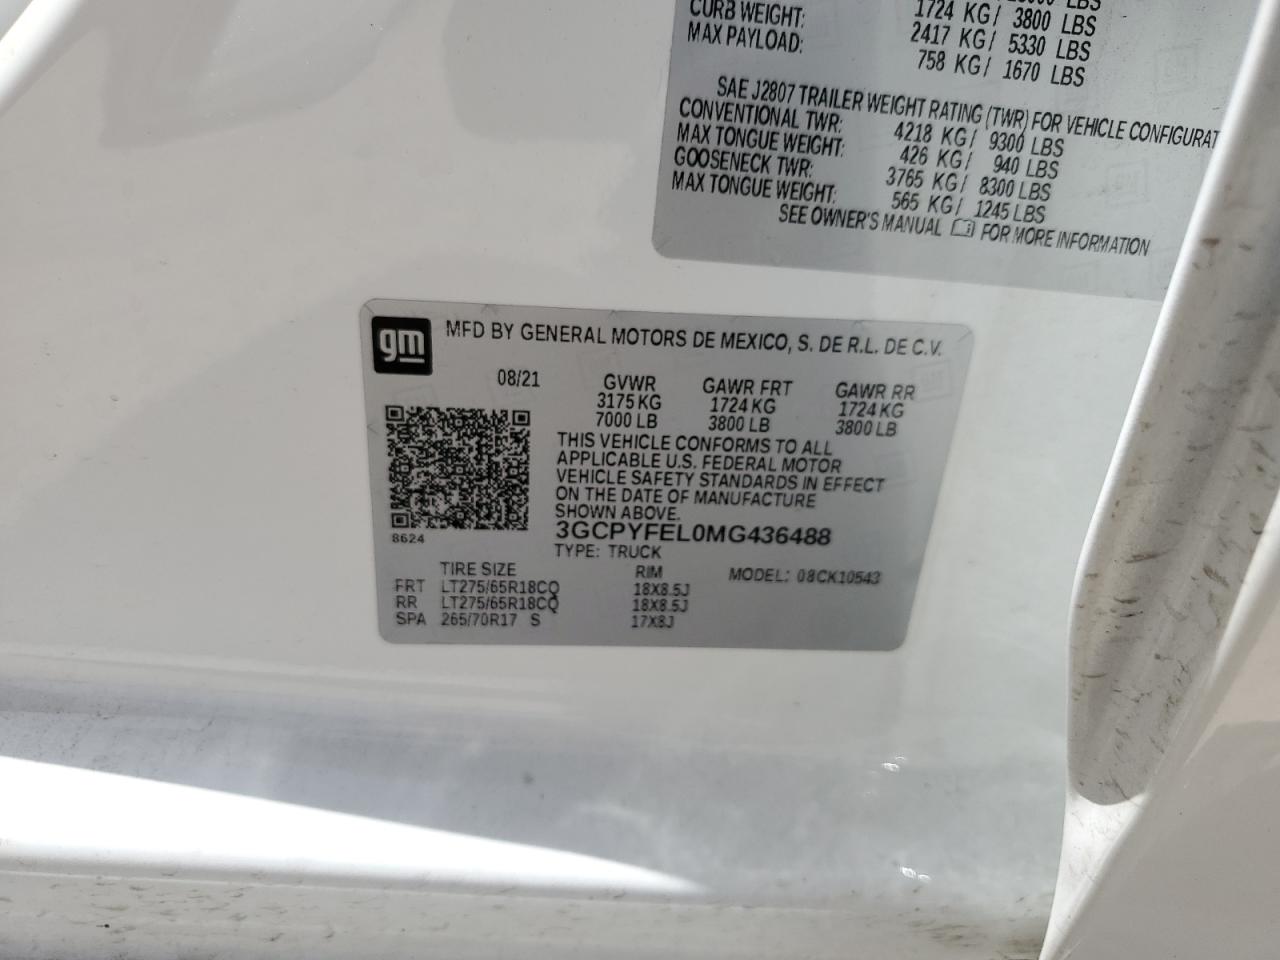 LBS
CURB WEIGHT: 1724 KG/ 3800 LBS
MAX PAYLOAD: 2417 KG/ 5330 LBS
758 KG/ 1670 LBS
SAE J2807 TRAILER WEIGHT RATING (TWR) FOR VEHICLE CONFIGURAT
CONVENTIONAL TWR: 4218 KG/ 9300 LBS
MAX TONGUE WEIGHT: 426 KG/ 940 LBS
GOOSENECK TWR: 3765 KG/ 8300 LBS
MAX TONGUE WEIGHT: 565 KG/ 1245 LBS
SEE OWNER'S MANUAL FOR MORE INFORMATION
gm MFD BY GENERAL MOTORS DE MEXICO, S. DE R.L. DE C.V.
08/21 GVWR GAWR FRT GAWR RR
3175 KG 1724 KG 1724 KG
7000 LB 3800 LB 3800 LB
THIS VEHICLE CONFORMS TO ALL
APPLICABLE U.S. FEDERAL MOTOR
VEHICLE SAFETY STANDARDS IN EFFECT
ON THE DATE OF MANUFACTURE
SHOWN ABOVE.
3GCPYFEL0MG436488
8624
TYPE: TRUCK
TIRE SIZE RIM MODEL: 08CK10543
FRT LT275/65R18CQ 18X8.5J
RR LT275/65R18CQ 18X8.5J
SPA 265/70R17 S 17X8J